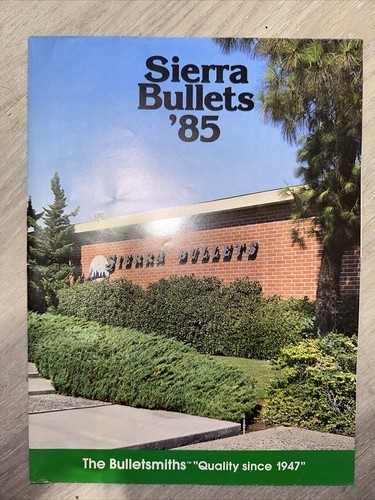 Sierra
Bullets
'85
SIERRA BULLETS
The Bulletsmiths™ "Quality since 1947"